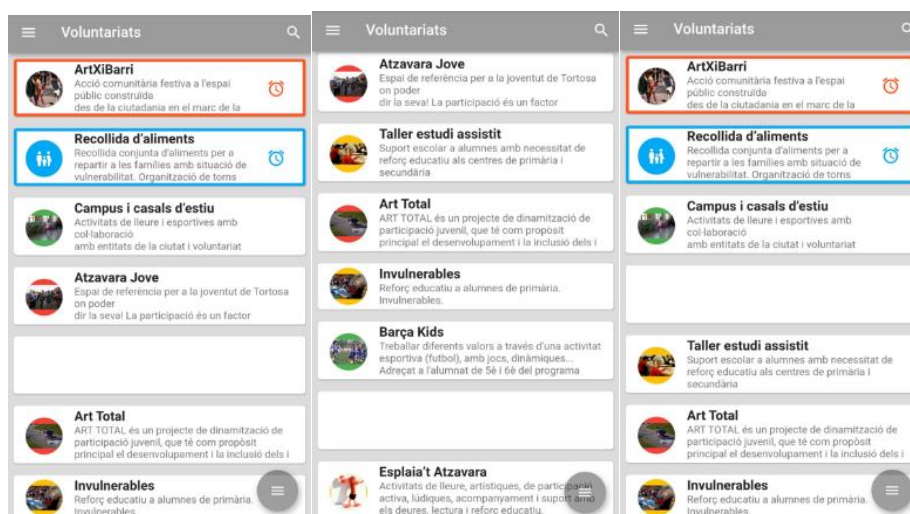 Voluntariats
ArtXiBarri
Acció comunitària festiva a l'espai
públic construïda
des de la ciutadania en el marc de la
Recollida d'aliments
Recollida conjunta d'aliments per a
repartir a les famílies amb situació de
vulnerabilitat. Organització de torns
Campus i casals d'estiu
Activitats de lleure i esportives amb
col·laboració
amb entitats de la ciutat i voluntariat
Atzavara Jove
Espai de referència per a la joventut de Tortosa
on poder
dir la seva! La participació és un factor
Art Total
ART TOTAL és un projecte de dinamització de
participació juvenil, que té com propòsit
principal el desenvolupament i la inclusió dels i
Invulnerables
Reforç educatiu a alumnes de primària.
Invulnerables.
Voluntariats
Atzavara Jove
Espai de referència per a la joventut de Tortosa
on poder
dir la seva! La participació és un factor
Taller estudi assistit
Suport escolar a alumnes amb necessitat de
reforç educatiu als centres de primària i
secundària
Art Total
ART TOTAL és un projecte de dinamització de
participació juvenil, que té com propòsit
principal el desenvolupament i la inclusió dels i
Invulnerables
Reforç educatiu a alumnes de primària.
Invulnerables.
Barça Kids
Treballar diferents valors a través d'una activitat
esportiva (futbol), amb jocs, dinàmiques...
Adreçat a l'alumnat de 5è i 6è del programa
Esplaia't Atzavara
Activitats de lleure, artístiques, de participació
activa, lúdiques, acompanyament i suport amb
els deures, lectura i reforç educatiu.
Voluntariats
ArtXiBarri
Acció comunitària festiva a l'espai
públic construïda
des de la ciutadania en el marc de la
Recollida d'aliments
Recollida conjunta d'aliments per a
repartir a les famílies amb situació de
vulnerabilitat. Organització de torns
Campus i casals d'estiu
Activitats de lleure i esportives amb
col·laboració
amb entitats de la ciutat i voluntariat
Taller estudi assistit
Suport escolar a alumnes amb necessitat de
reforç educatiu als centres de primària i
secundària
Art Total
ART TOTAL és un projecte de dinamització de
participació juvenil, que té com propòsit
principal el desenvolupament i la inclusió dels i
Invulnerables
Reforç educatiu a alumnes de primària.
Invulnerables.